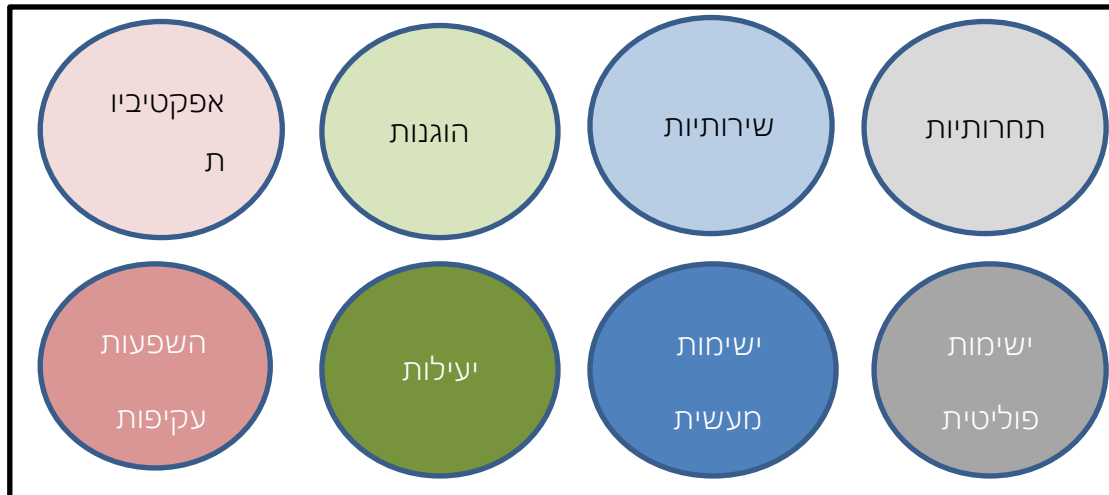 תחרותיות
שירותיות
הוגנות
אפקטיביו
ת
ישימות
פוליטית
ישימות
מעשית
יעילות
השפעות
עקיפות